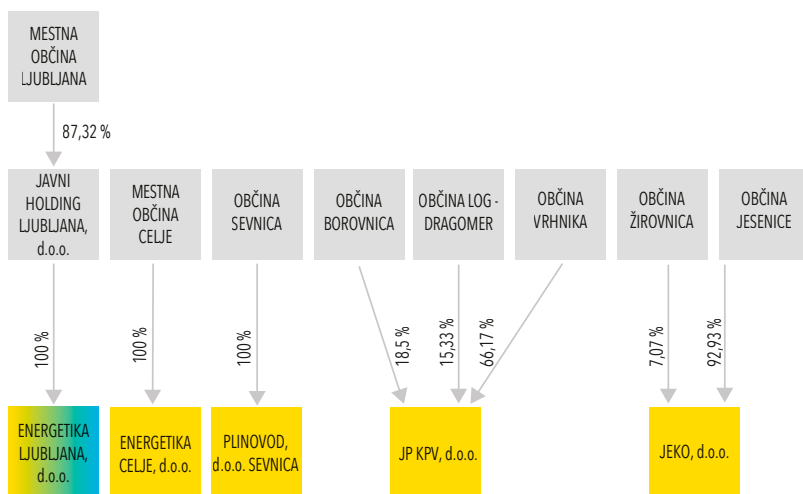 MESTNA
OBČINA
LJUBLJANA
87,32 %
JAVNI
HOLDING
LJUBLJANA,
d.o.o.
MESTNA
OBČINA
CELJE
OBČINA
SEVNICA
OBČINA
BOROVNICA
OBČINA LOG -
DRAGOMER
OBČINA
VRHNIKA
OBČINA
ŽIROVNICA
OBČINA
JESENICE
100 %
100 %
100 %
18,5 %
15,33 %
66,17 %
7,07 %
92,93 %
ENERGETIKA
LJUBLJANA,
d.o.o.
ENERGETIKA
CELJE, d.o.o.
PLINOVOD,
d.o.o. SEVNICA
JP KPV, d.o.o.
JEKO, d.o.o.